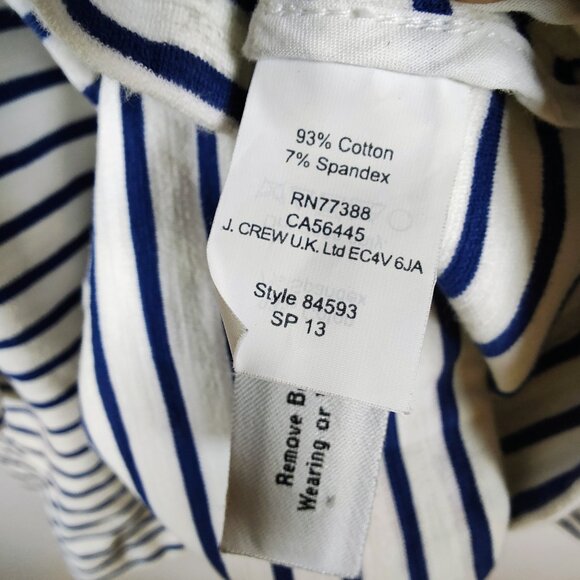 93% Cotton
7% Spandex
RN77388
CA56445
J. CREW U.K. Ltd EC4V 6JA
Style 84593
SP 13
Remove B
Wearing or